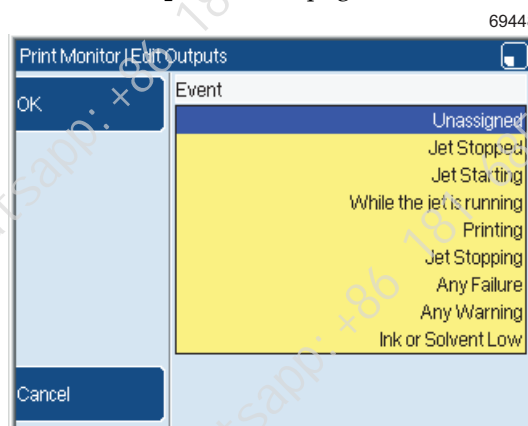 6944
Print Monitor | Edit Outputs
OK
Event
Unassigned
Jet Stopped
Jet Starting
While the jet is running
Printing
Jet Stopping
Any Failure
Any Warning
Ink or Solvent Low
Cancel